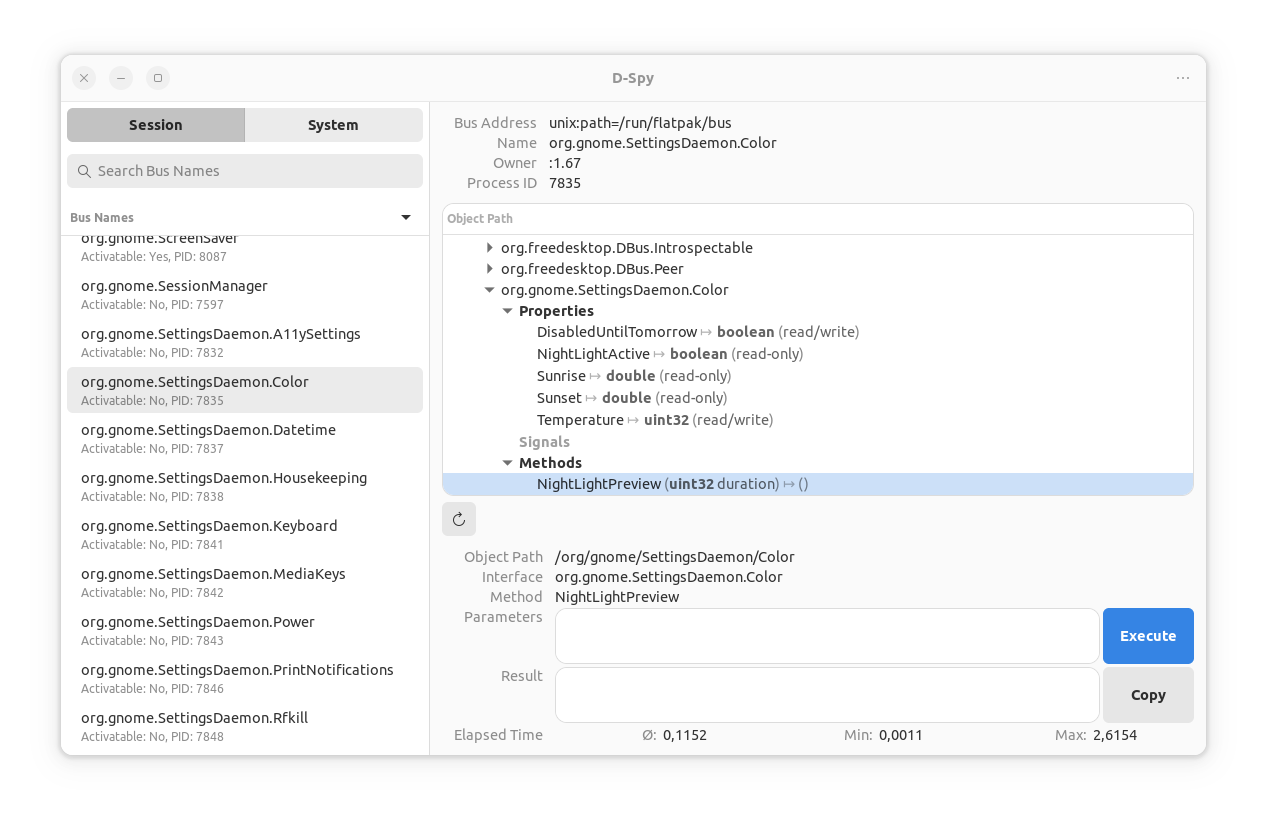 D-Spy
Session
System
Search Bus Names
Bus Names
org.gnome.ScreenSaver
Activatable: Yes, PID: 8087
org.gnome.SessionManager
Activatable: No, PID: 7597
org.gnome.SettingsDaemon.A11ySettings
Activatable: No, PID: 7832
org.gnome.SettingsDaemon.Color
Activatable: No, PID: 7835
org.gnome.SettingsDaemon.Datetime
Activatable: No, PID: 7837
org.gnome.SettingsDaemon.Housekeeping
Activatable: No, PID: 7838
org.gnome.SettingsDaemon.Keyboard
Activatable: No, PID: 7841
org.gnome.SettingsDaemon.MediaKeys
Activatable: No, PID: 7842
org.gnome.SettingsDaemon.Power
Activatable: No, PID: 7843
org.gnome.SettingsDaemon.PrintNotifications
Activatable: No, PID: 7846
org.gnome.SettingsDaemon.Rfkill
Activatable: No, PID: 7848
Bus Address unix:path=/run/flatpak/bus
Name org.gnome.SettingsDaemon.Color
Owner :1.67
Process ID 7835
Object Path
org.freedesktop.DBus.Introspectable
org.freedesktop.DBus.Peer
org.gnome.SettingsDaemon.Color
Properties
DisabledUntilTomorrow ↦ boolean (read/write)
NightLightActive ↦ boolean (read-only)
Sunrise ↦ double (read-only)
Sunset ↦ double (read-only)
Temperature ↦ uint32 (read/write)
Signals
Methods
NightLightPreview (uint32 duration) ↦ ()
Object Path /org/gnome/SettingsDaemon/Color
Interface org.gnome.SettingsDaemon.Color
Method NightLightPreview
Parameters
Execute
Result
Copy
Elapsed Time Ø: 0,1152 Min: 0,0011 Max: 2,6154